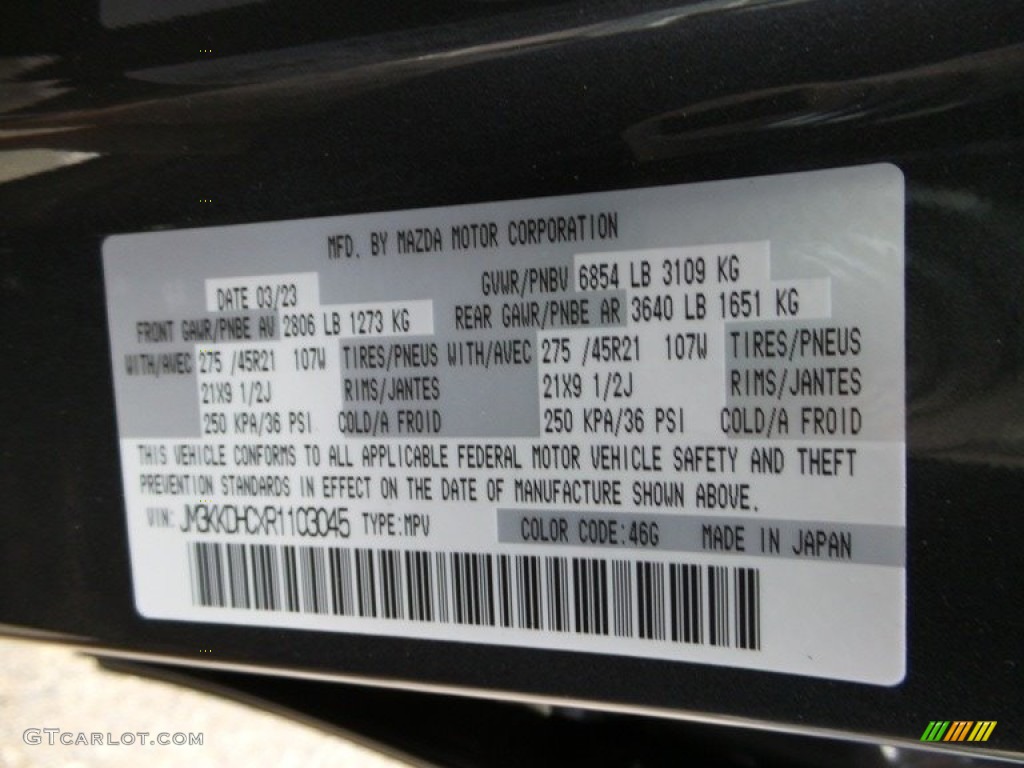 MFD. BY MAZDA MOTOR CORPORATION
DATE 03/23 GVWR/PNBV 6854 LB 3109 KG
FRONT GAWR/PNBE AV 2806 LB 1273 KG REAR GAWR/PNBE AR 3640 LB 1651 KG
WITH/AVEC 275 /45R21 107W TIRES/PNEUS WITH/AVEC 275 /45R21 107W TIRES/PNEUS
21X9 1/2J RIMS/JANTES 21X9 1/2J RIMS/JANTES
250 KPA/36 PSI COLD/A FROID 250 KPA/36 PSI COLD/A FROID
THIS VEHICLE CONFORMS TO ALL APPLICABLE FEDERAL MOTOR VEHICLE SAFETY AND THEFT
PREVENTION STANDARDS IN EFFECT ON THE DATE OF MANUFACTURE SHOWN ABOVE.
VIN: JM3KKDHCXR1103045 TYPE:MPV COLOR CODE:46G MADE IN JAPAN
GTCARLOT.COM